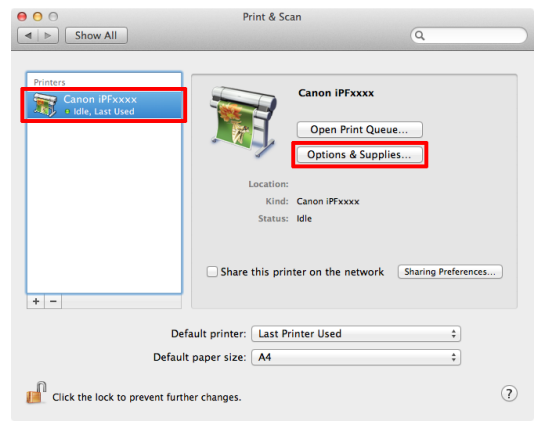 Print & Scan
Show All
Printers
Canon iPFxxxx
Idle, Last Used
Canon iPFxxxx
Open Print Queue...
Options & Supplies...
Location:
Kind: Canon iPFxxxx
Status: Idle
Share this printer on the network
Sharing Preferences...
+ −
Default printer: Last Printer Used
Default paper size: A4
Click the lock to prevent further changes.
?